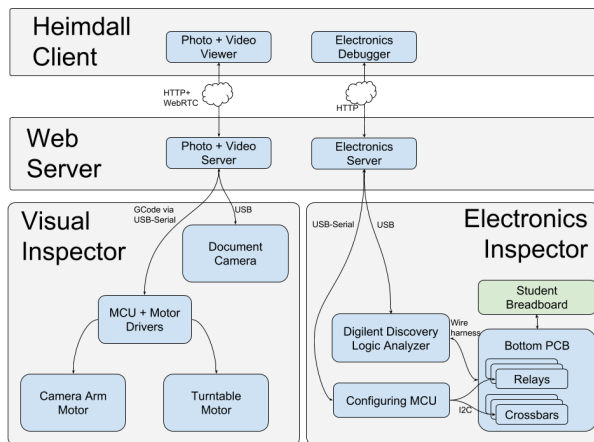 Heimdall
Client
Photo + Video
Viewer
Electronics
Debugger
HTTP+
WebRTC
HTTP
Web
Server
Photo + Video
Server
Electronics
Server
Visual
Inspector
GCode via
USB-Serial
USB
Document
Camera
MCU + Motor
Drivers
Camera Arm
Motor
Turntable
Motor
Electronics
Inspector
USB-Serial
USB
Student
Breadboard
Digilent Discovery
Logic Analyzer
Wire
harness
Bottom PCB
Relays
Configuring MCU
I2C
Crossbars